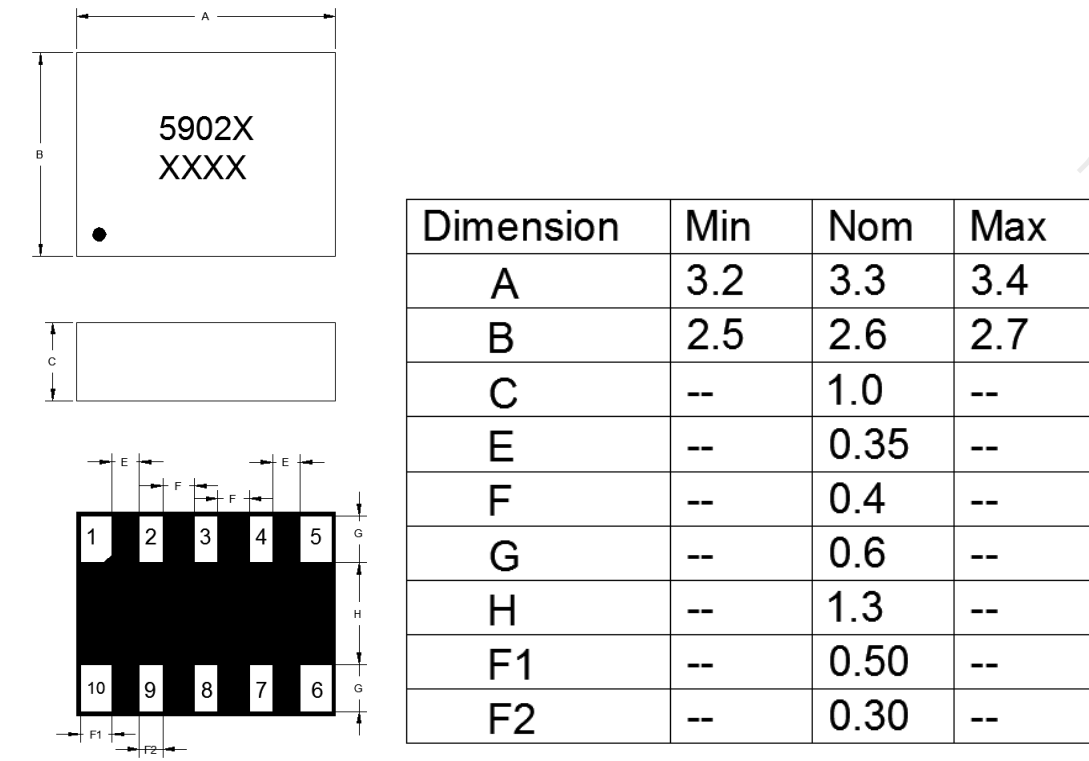 A
B
5902X
XXXX
C
E E
F
F
1 2 3 4 5
G
H
10 9 8 7 6
G
F1
F2
Dimension Min Nom Max
A 3.2 3.3 3.4
B 2.5 2.6 2.7
C -- 1.0 --
E -- 0.35 --
F -- 0.4 --
G -- 0.6 --
H -- 1.3 --
F1 -- 0.50 --
F2 -- 0.30 --